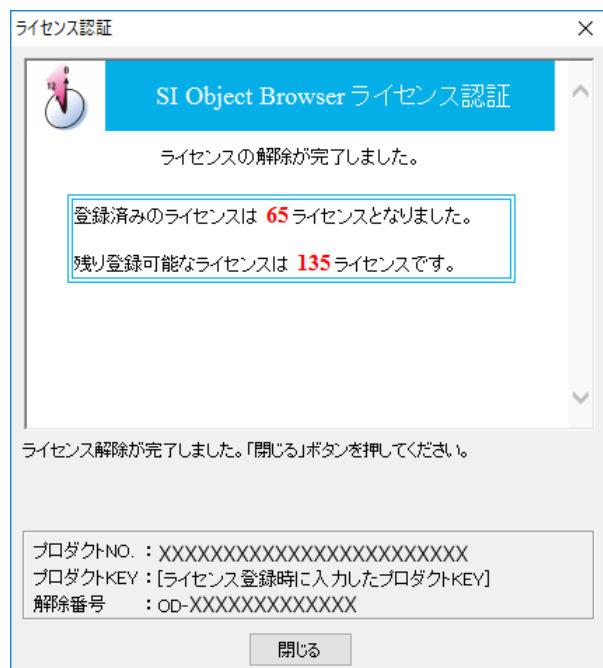 ライセンス認証
0
12
SI Object Browser ライセンス認証
ライセンスの解除が完了しました。
登録済みのライセンスは 65 ライセンスとなりました。
残り登録可能なライセンスは 135 ライセンスです。
ライセンス解除が完了しました。「閉じる」ボタンを押してください。
プロダクトNO. : XXXXXXXXXXXXXXXXXXXXXXXX
プロダクトKEY : [ライセンス登録時に入力したプロダクトKEY]
解除番号 : OD-XXXXXXXXXXXXX
閉じる